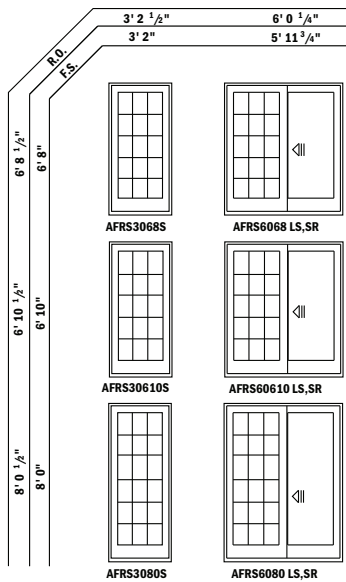 3' 2 1/2" 6' 0 1/4"
R.O. 3' 2" 5' 11 3/4"
F.S.
6' 8 1/2" 6' 8"
AFRS3068S AFRS6068 LS,SR
6' 10 1/2" 6' 10"
AFRS30610S AFRS60610 LS,SR
8' 0 1/2" 8' 0"
AFRS3080S AFRS6080 LS,SR